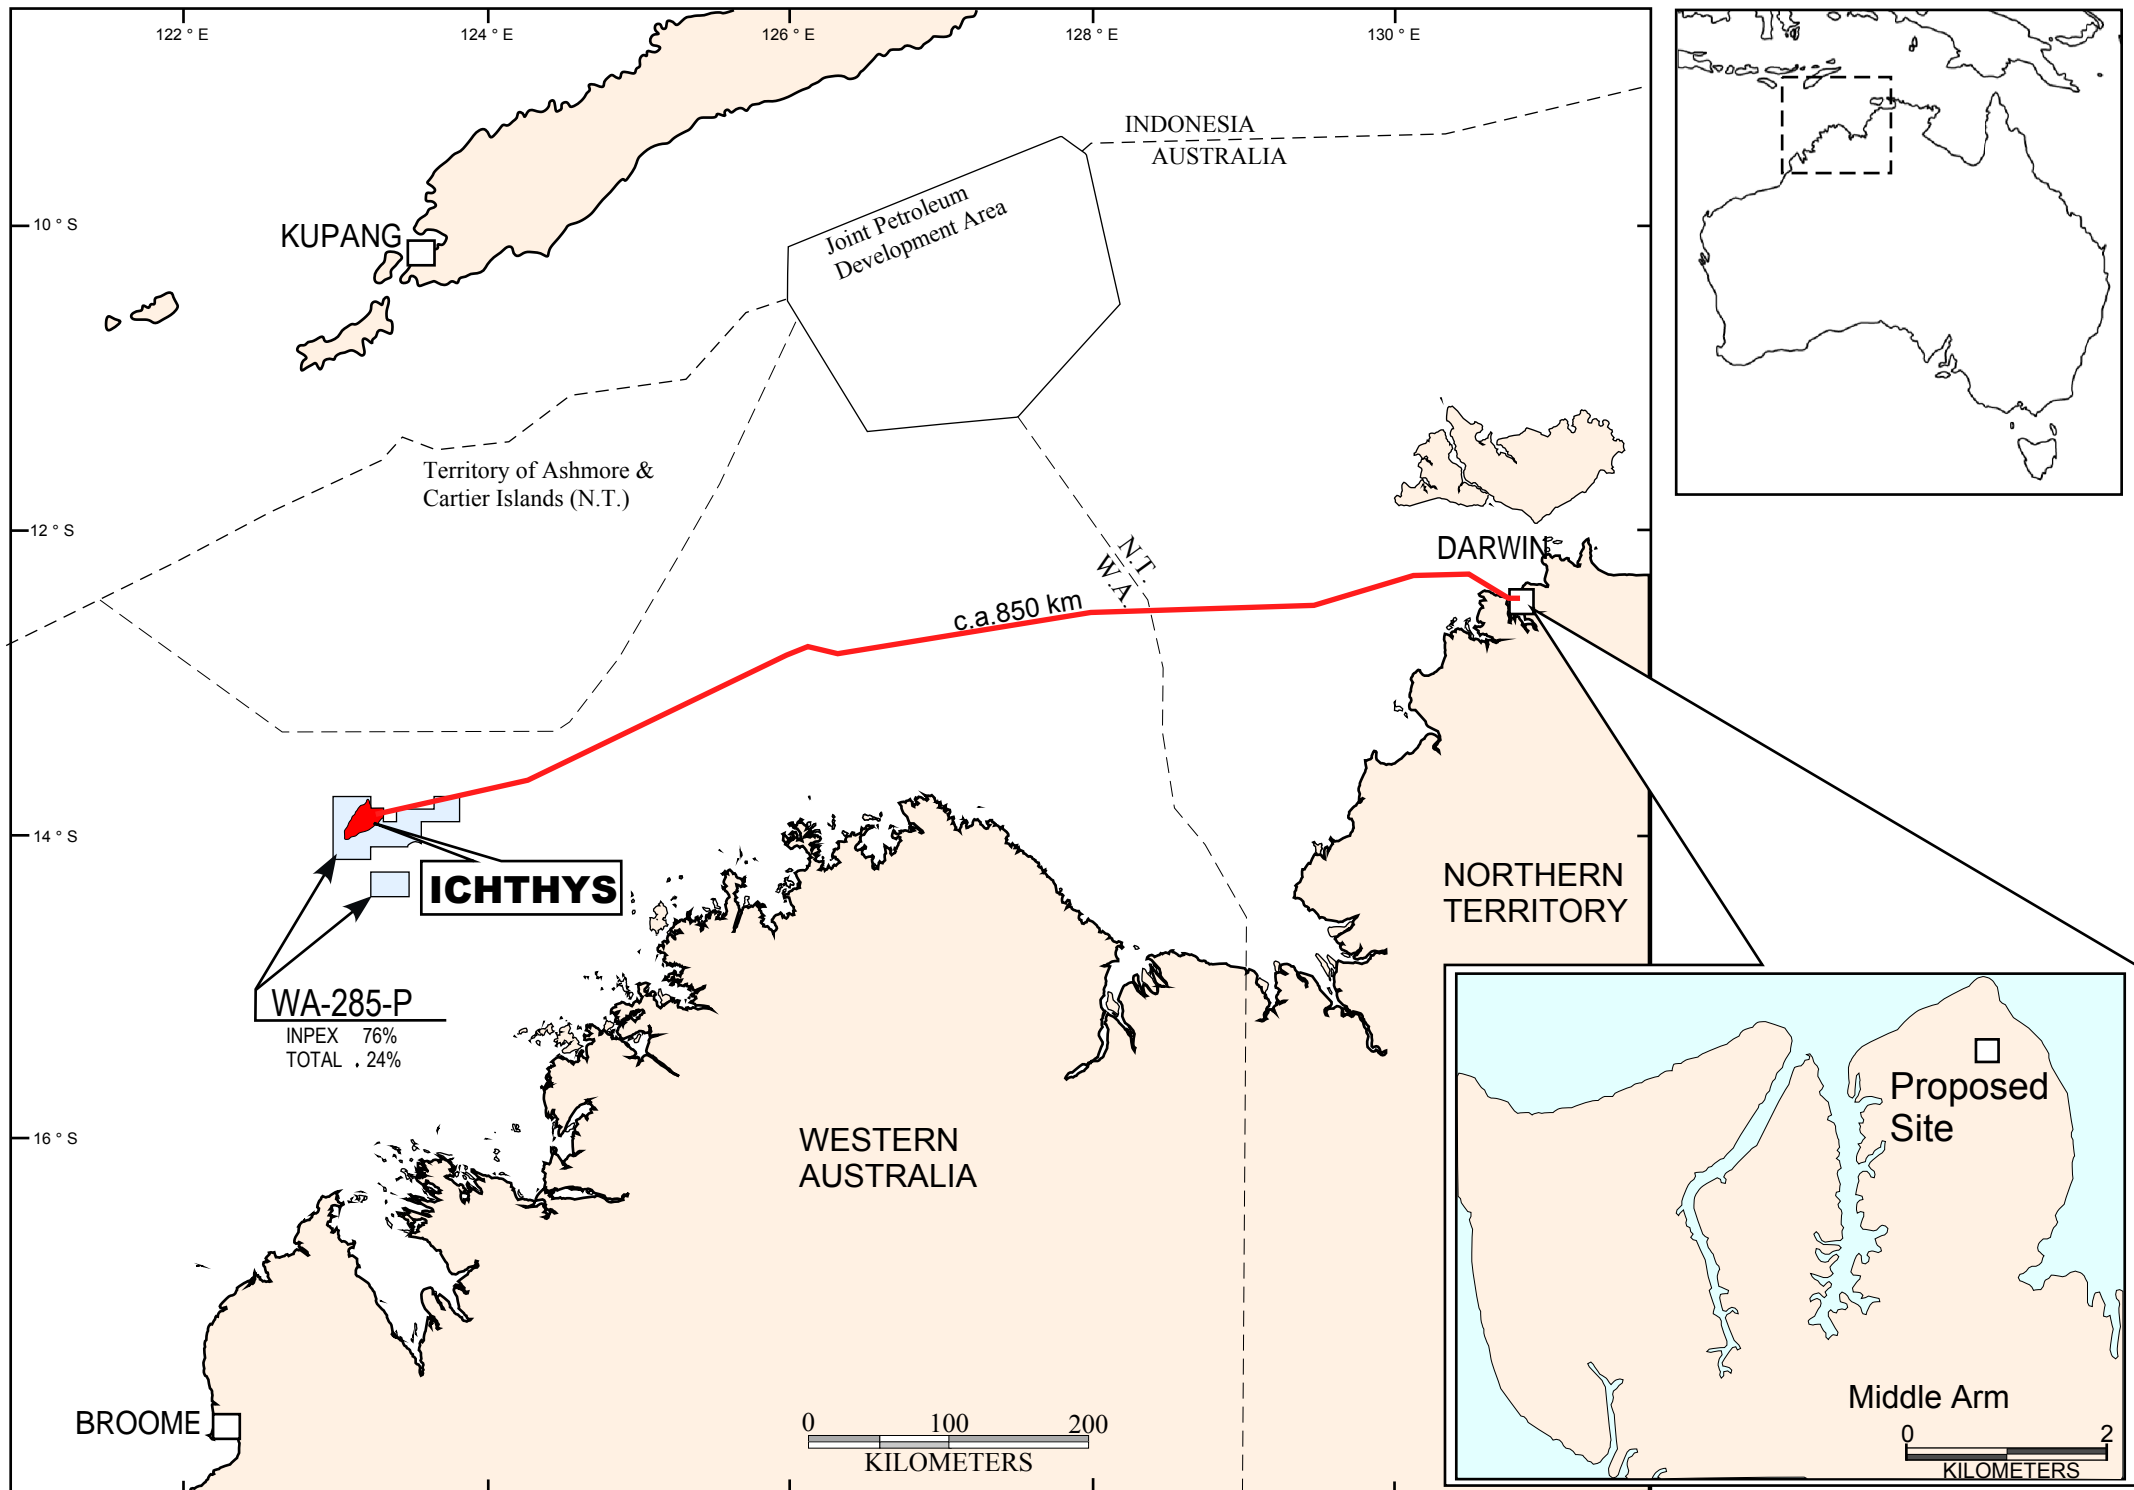 122 ° E
124 ° E
126 ° E
128 ° E
130 ° E
INDONESIA
AUSTRALIA
Joint Petroleum
Development Area
10 ° S
KUPANG
Territory of Ashmore &
Cartier Islands (N.T.)
12 ° S
DARWIN
N.T.
W.A.
c.a.850 km
14 ° S
ICHTHYS
NORTHERN
TERRITORY
WA-285-P
INPEX 76%
TOTAL . 24%
16 ° S
WESTERN
AUSTRALIA
Proposed
Site
Middle Arm
0 2
KILOMETERS
BROOME
0 100 200
KILOMETERS